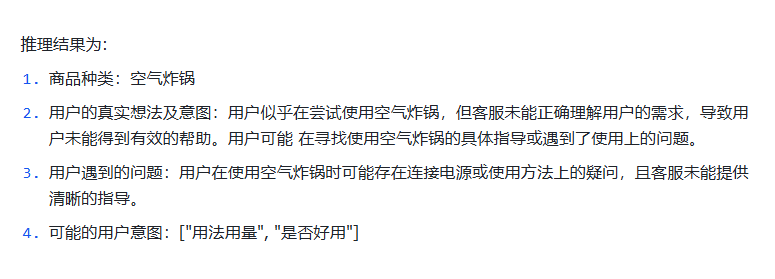 推理结果为：
1. 商品种类：空气炸锅
2. 用户的真实想法及意图：用户似乎在尝试使用空气炸锅，但客服未能正确理解用户的需求，导致用
户未能得到有效的帮助。用户可能 在寻找使用空气炸锅的具体指导或遇到了使用上的问题。
3. 用户遇到的问题：用户在使用空气炸锅时可能存在连接电源或使用方法上的疑问，且客服未能提供
清晰的指导。
4. 可能的用户意图：["用法用量", "是否好用"]